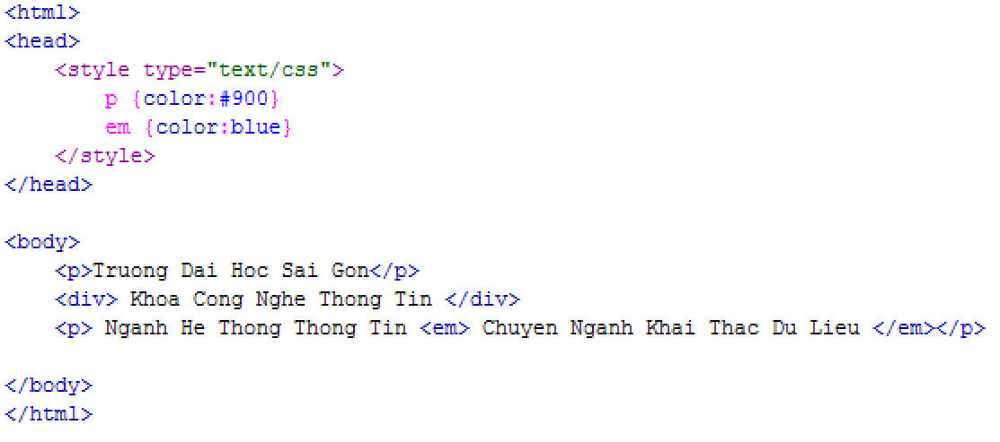 <html>
<head>
<style type="text/css">
p {color:#900}
em {color:blue}
</style>
</head>
<body>
<p>Truong Dai Hoc Sai Gon</p>
<div> Khoa Cong Nghe Thong Tin </div>
<p> Nganh He Thong Thong Tin <em> Chuyen Nganh Khai Thac Du Lieu </em></p>
</body>
</html>